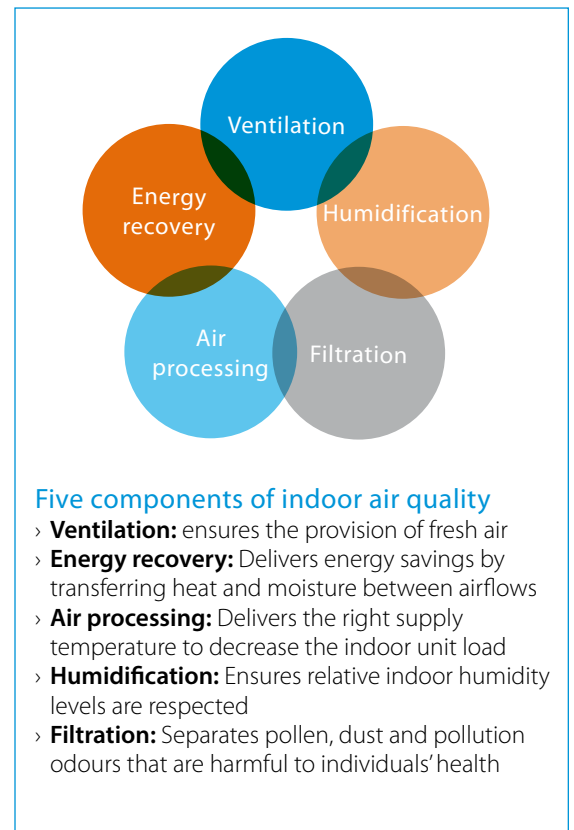 Ventilation
Energy
recovery
Humidification
Air
processing
Filtration
Five components of indoor air quality
› Ventilation: ensures the provision of fresh air
› Energy recovery: Delivers energy savings by
transferring heat and moisture between airflows
› Air processing: Delivers the right supply
temperature to decrease the indoor unit load
› Humidification: Ensures relative indoor humidity
levels are respected
› Filtration: Separates pollen, dust and pollution
odours that are harmful to individuals’ health